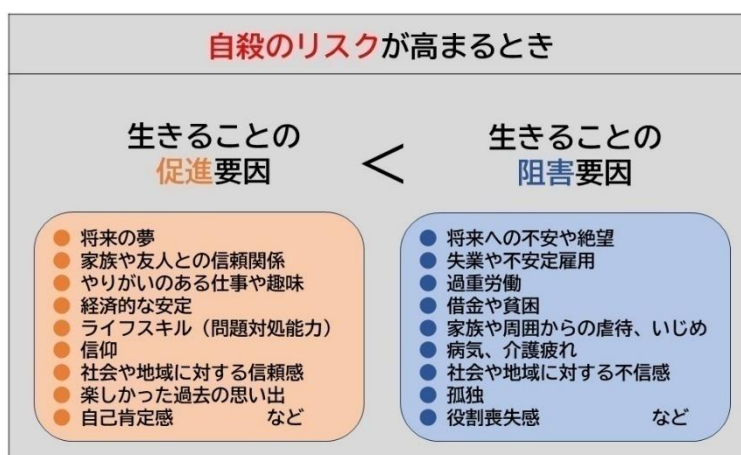 自殺のリスクが高まるとき
生きることの
促進要因
<
生きることの
阻害要因
● 将来の夢
● 家族や友人との信頼関係
● やりがいのある仕事や趣味
● 経済的な安定
● ライフスキル（問題対処能力）
● 信仰
● 社会や地域に対する信頼感
● 楽しかった過去の思い出
● 自己肯定感 など
● 将来への不安や絶望
● 失業や不安定雇用
● 過重労働
● 借金や貧困
● 家族や周囲からの虐待、いじめ
● 病気、介護疲れ
● 社会や地域に対する不信感
● 孤独
● 役割喪失感 など